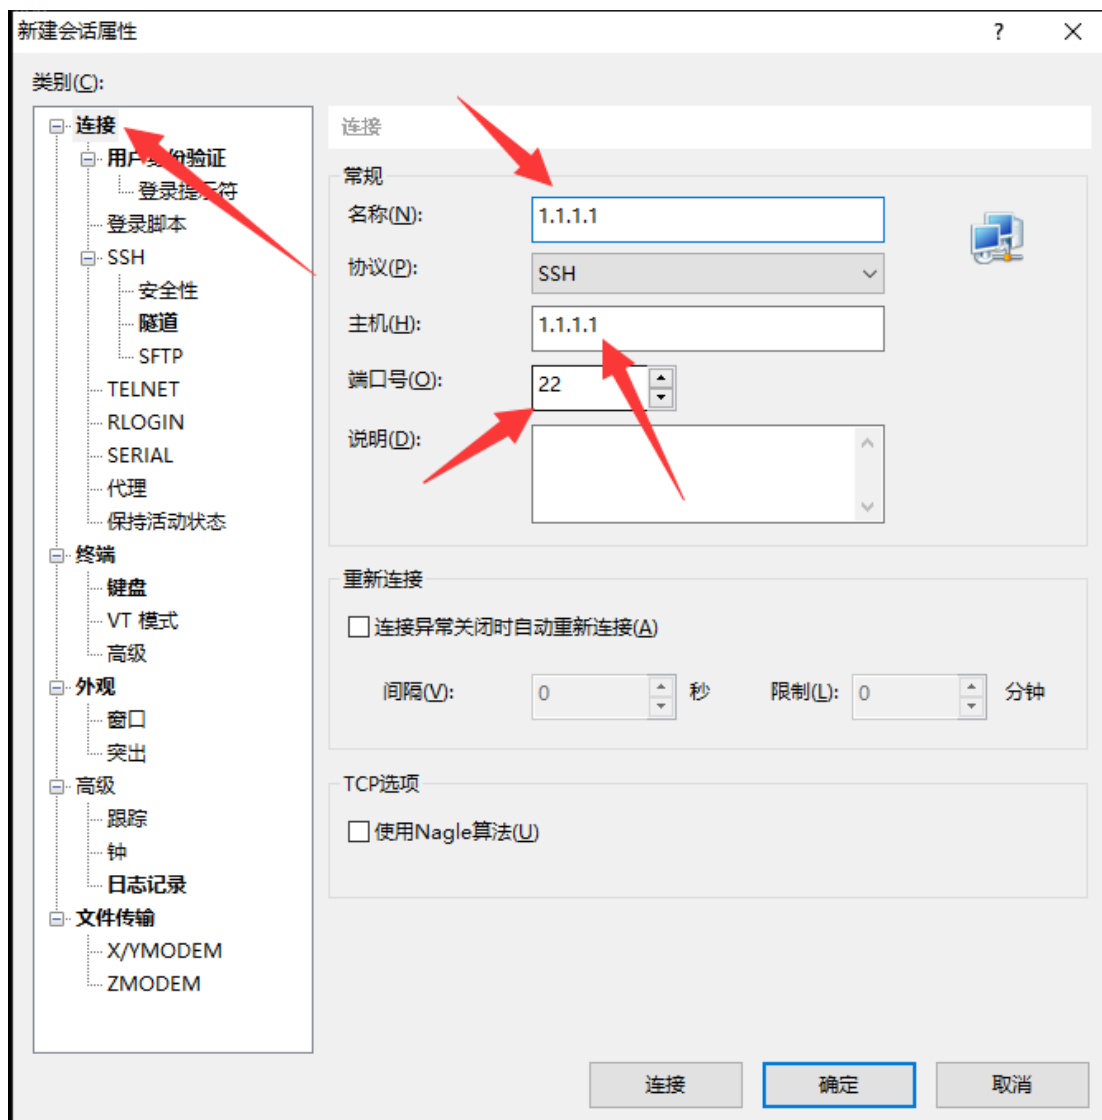 新建会话属性
类别(C):
连接
用户身份验证
登录提示符
登录脚本
SSH
安全性
隧道
SFTP
TELNET
RLOGIN
SERIAL
代理
保持活动状态
终端
键盘
VT 模式
高级
外观
窗口
突出
高级
跟踪
钟
日志记录
文件传输
X/YMODEM
ZMODEM
连接
常规
名称(N): 1.1.1.1
协议(P): SSH
主机(H): 1.1.1.1
端口号(O): 22
说明(D):
重新连接
连接异常关闭时自动重新连接(A)
间隔(V): 0 秒 限制(L): 0 分钟
TCP选项
使用Nagle算法(U)
连接 确定 取消